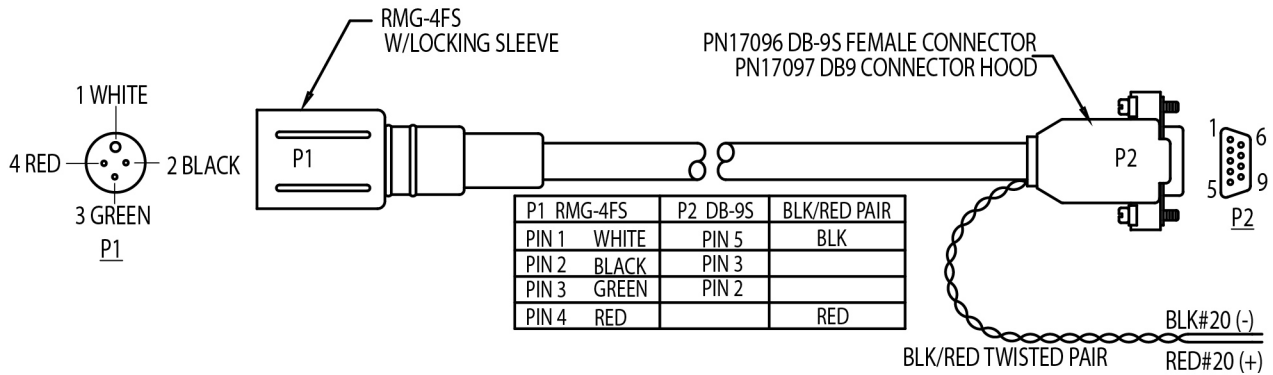 RMG-4FS
W/LOCKING SLEEVE
PN17096 DB-9S FEMALE CONNECTOR
PN17097 DB9 CONNECTOR HOOD
1 WHITE
4 RED
2 BLACK
3 GREEN
P1
P1
P2
1
6
5
9
P2
P1 RMG-4FS P2 DB-9S BLK/RED PAIR
PIN 1 WHITE PIN 5 BLK
PIN 2 BLACK PIN 3
PIN 3 GREEN PIN 2
PIN 4 RED RED
BLK/RED TWISTED PAIR
BLK#20 (-)
RED#20 (+)